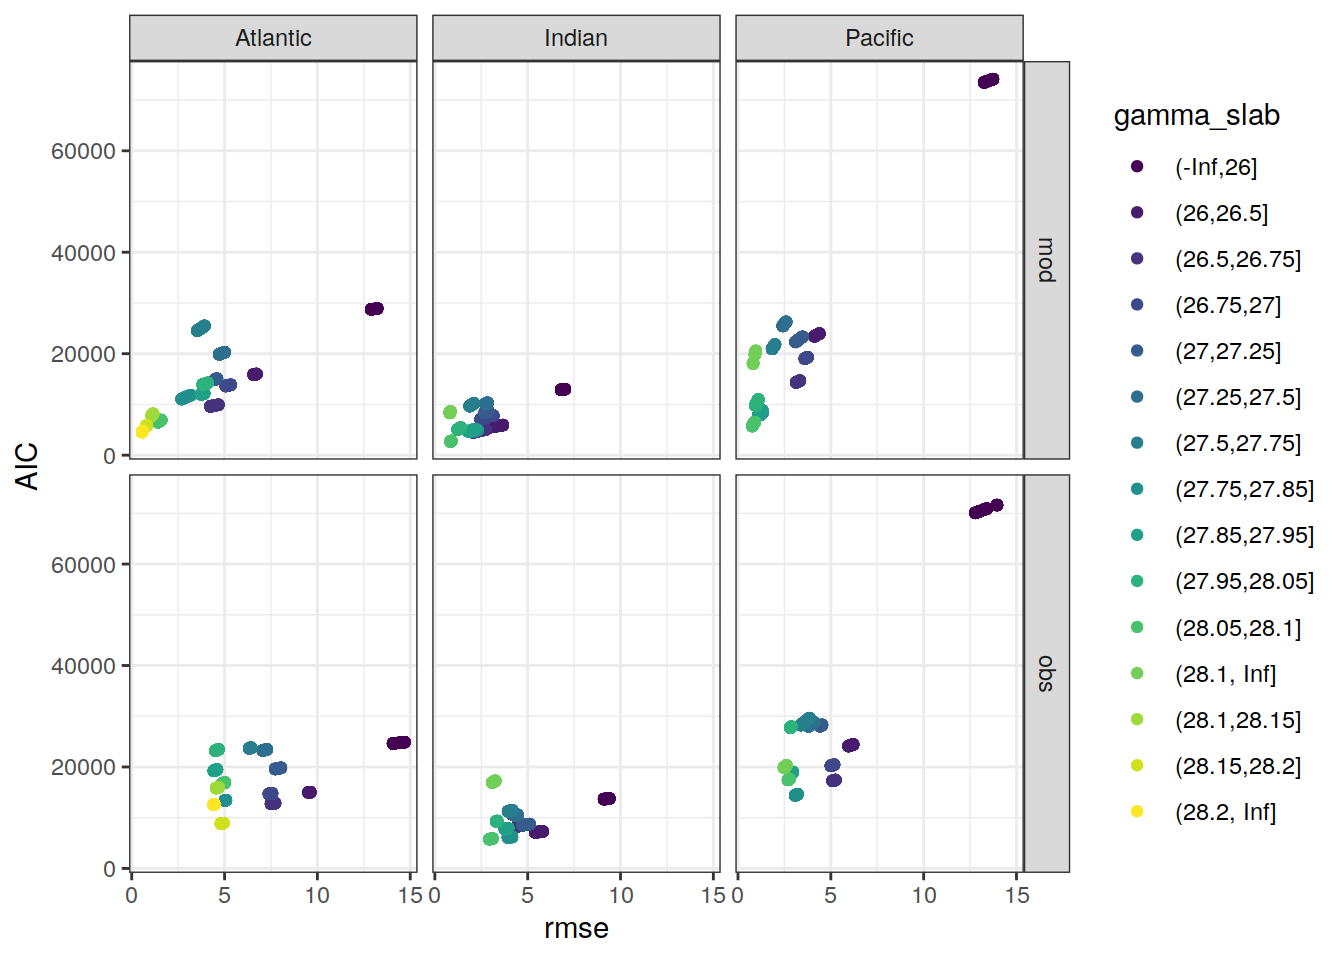 Atlantic Indian Pacific
mod
obs
AIC
60000
40000
20000
0
60000
40000
20000
0
0 5 10 15 0 5 10 15 0 5 10 15
rmse
gamma_slab
(-Inf,26]
(26,26.5]
(26.5,26.75]
(26.75,27]
(27,27.25]
(27.25,27.5]
(27.5,27.75]
(27.75,27.85]
(27.85,27.95]
(27.95,28.05]
(28.05,28.1]
(28.1, Inf]
(28.1,28.15]
(28.15,28.2]
(28.2, Inf]